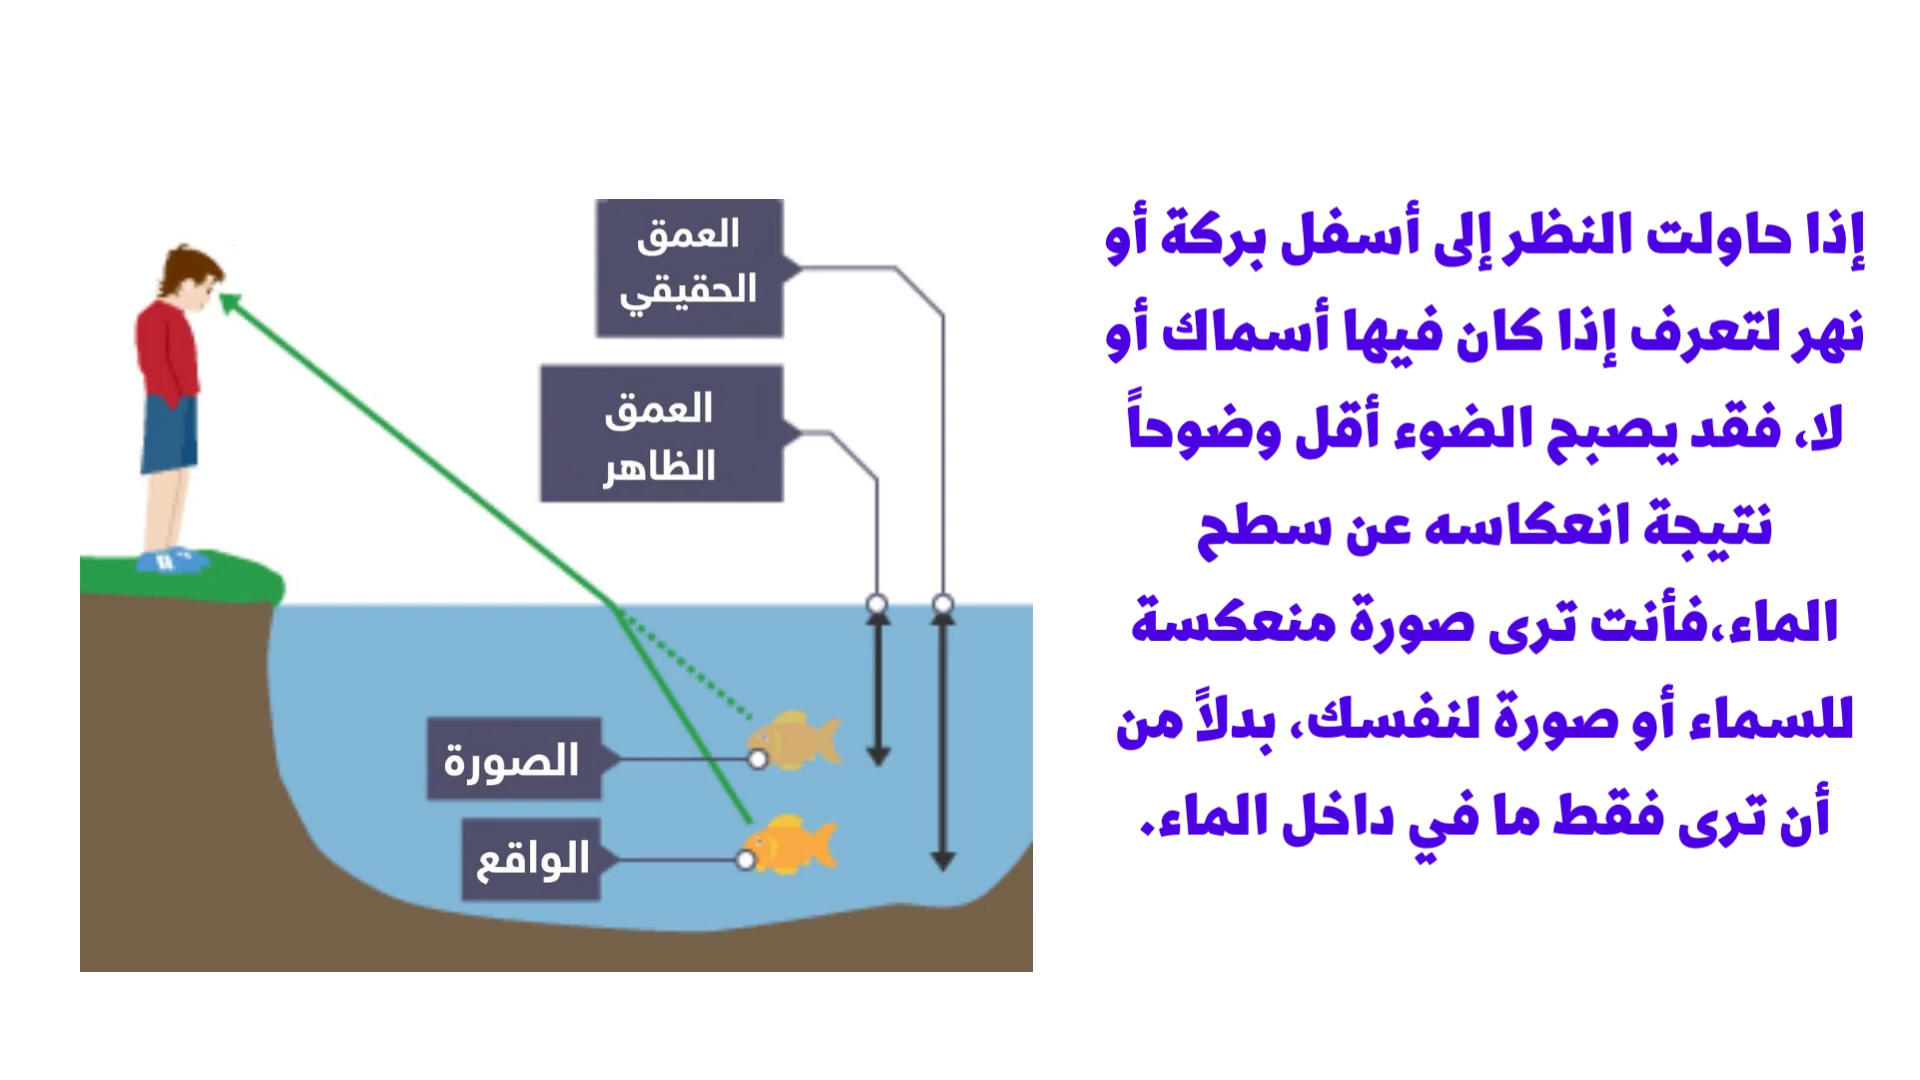 إذا حاولت النظر إلى أسفل بركة أو
نهر لتعرف إذا كان فيها أسماك أو
لا، فقد يصبح الضوء أقل وضوحاً
نتيجة انعكاسه عن سطح
الماء،فأنت ترى صورة منعكسة
للسماء أو صورة لنفسك، بدلاً من
أن ترى فقط ما في داخل الماء.
العمق
الحقيقي
العمق
الظاهر
الصورة
الواقع